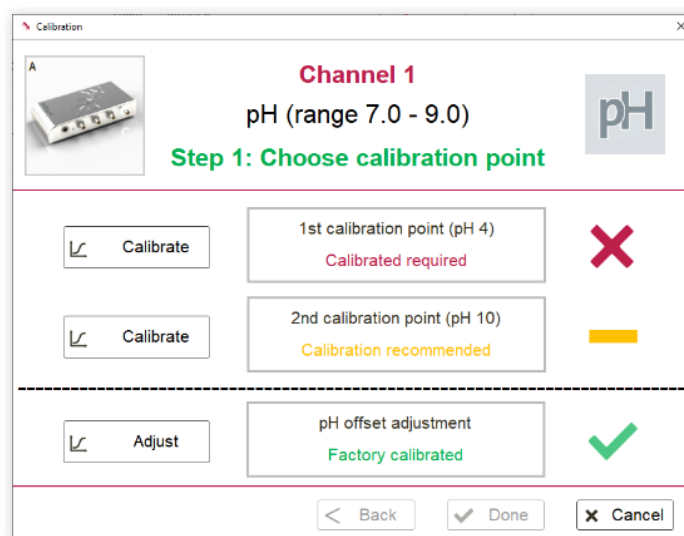 Calibration
A
Channel 1
pH (range 7.0 - 9.0)
pH
Step 1: Choose calibration point
Calibrate
1st calibration point (pH 4)
Calibrated required
Calibrate
2nd calibration point (pH 10)
Calibration recommended
Adjust
pH offset adjustment
Factory calibrated
Back
Done
Cancel